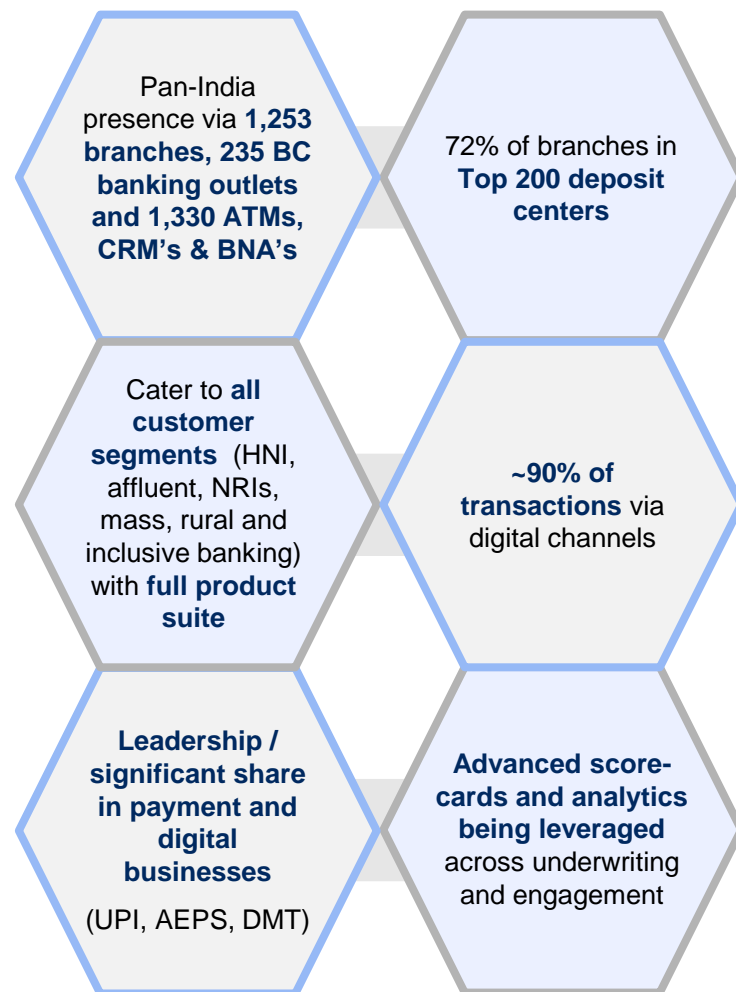 Pan-India
presence via 1,253
branches, 235 BC
banking outlets
and 1,330 ATMs,
CRM’s & BNA’s
72% of branches in
Top 200 deposit
centers
Cater to all
customer
segments (HNI,
affluent, NRIs,
mass, rural and
inclusive banking)
with full product
suite
~90% of
transactions via
digital channels
Leadership /
significant share
in payment and
digital
businesses
(UPI, AEPS, DMT)
Advanced score-
cards and analytics
being leveraged
across underwriting
and engagement